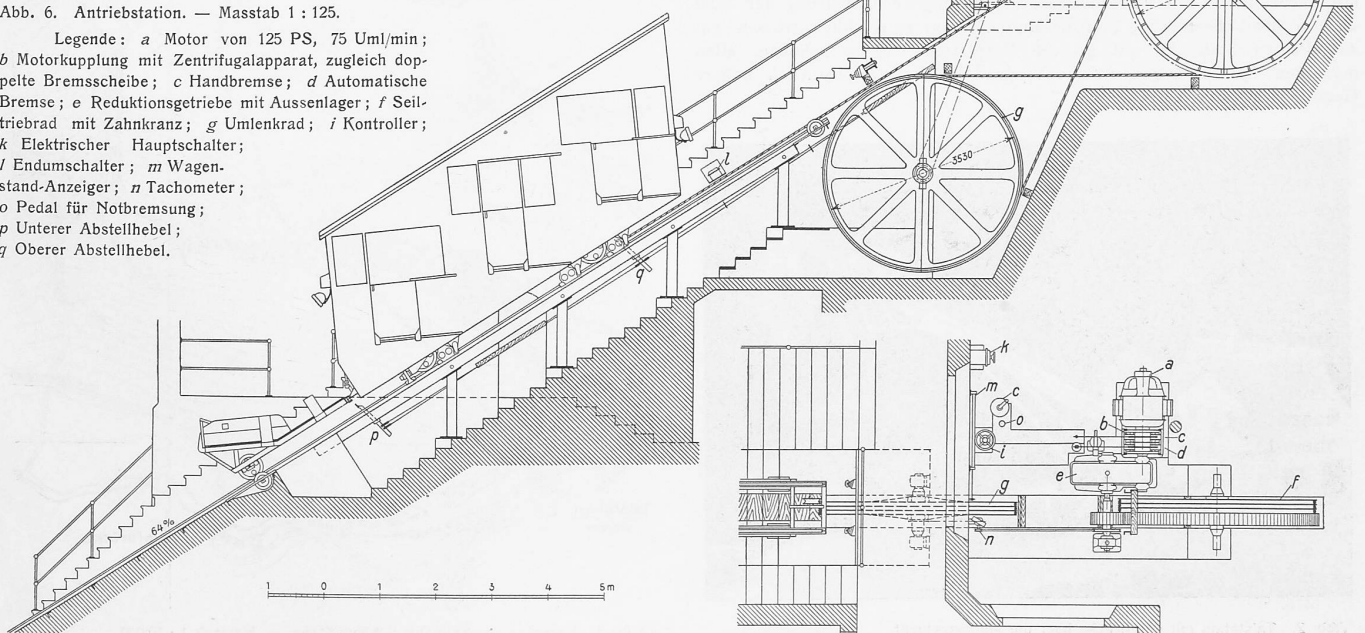 Abb. 6. Antriebstation. — Masstab 1 : 125.
Legende: a Motor von 125 PS, 75 Uml/min;
b Motorkupplung mit Zentrifugalapparat, zugleich dop-
pelte Bremsscheibe; c Handbremse; d Automatische
Bremse; e Reduktionsgetriebe mit Aussenlager; f Seil-
triebrad mit Zahnkranz; g Umlenkrad; i Kontroller;
k Elektrischer Hauptschalter;
l Endumschalter; m Wagen-
stand-Anzeiger; n Tachometer;
o Pedal für Notbremsung;
p Unterer Abstellhebel;
q Oberer Abstellhebel.
g
3530
l
q
p
64%
1 0 1 2 3 4 5m
k
a
m
c
o
b
c
i
d
e
g
f
n